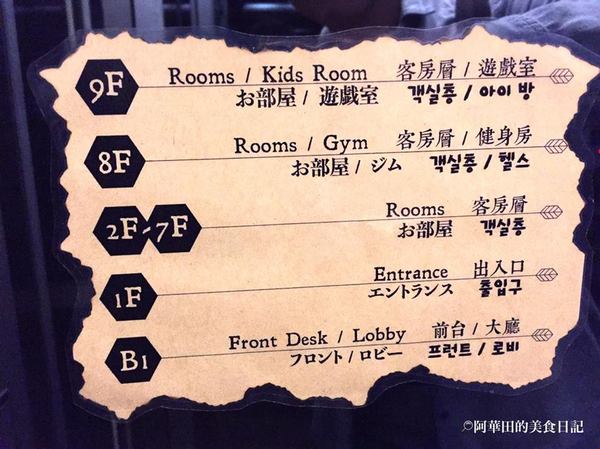 9F Rooms / Kids Room 客房層 / 遊戲室
お部屋 / 遊戯室 객실층 / 아이 방
8F Rooms / Gym 客房層 / 健身房
お部屋 / ジム 객실층 / 헬스
2F-7F Rooms 客房層
お部屋 객실층
1F Entrance 出入口
エントランス 출입구
B1 Front Desk / Lobby 前台 / 大廳
フロント / ロビー 프런트 / 로비
阿華田的美食日記